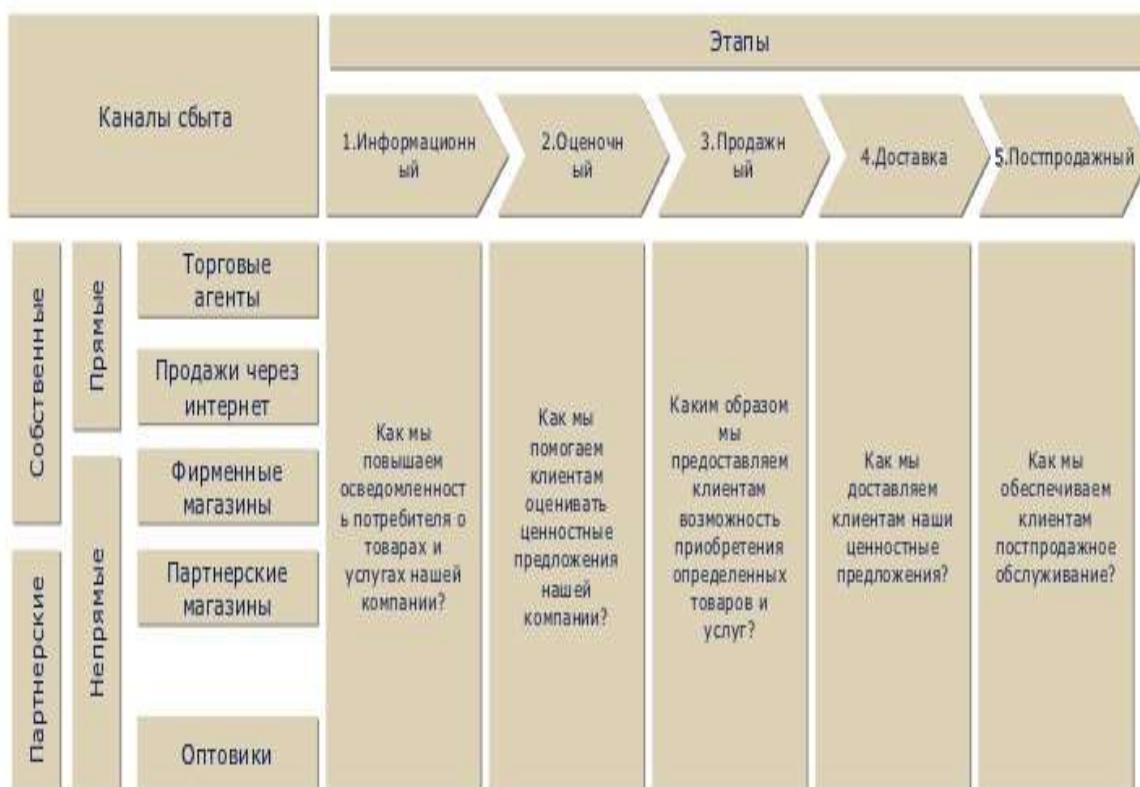 Этапы
Каналы сбыта
1.Информационн
ый
2.Оценочн
ый
3.Продажн
ый
4.Доставка
5.Постпродажный
Собственные
Партнерские
Прямые
Непрямые
Торговые
агенты
Продажи через
интернет
Фирменные
магазины
Партнерские
магазины
Оптовики
Как мы
повышаем
осведомленност
ь потребителя о
товарах и
услугах нашей
компании?
Как мы
помогаем
клиентам
оценивать
ценностные
предложения
нашей
компании?
Каким образом
мы
предоставляем
клиентам
возможность
приобретения
определенных
товаров и
услуг?
Как мы
доставляем
клиентам наши
ценностные
предложения?
Как мы
обеспечиваем
клиентам
постпродажное
обслуживание?